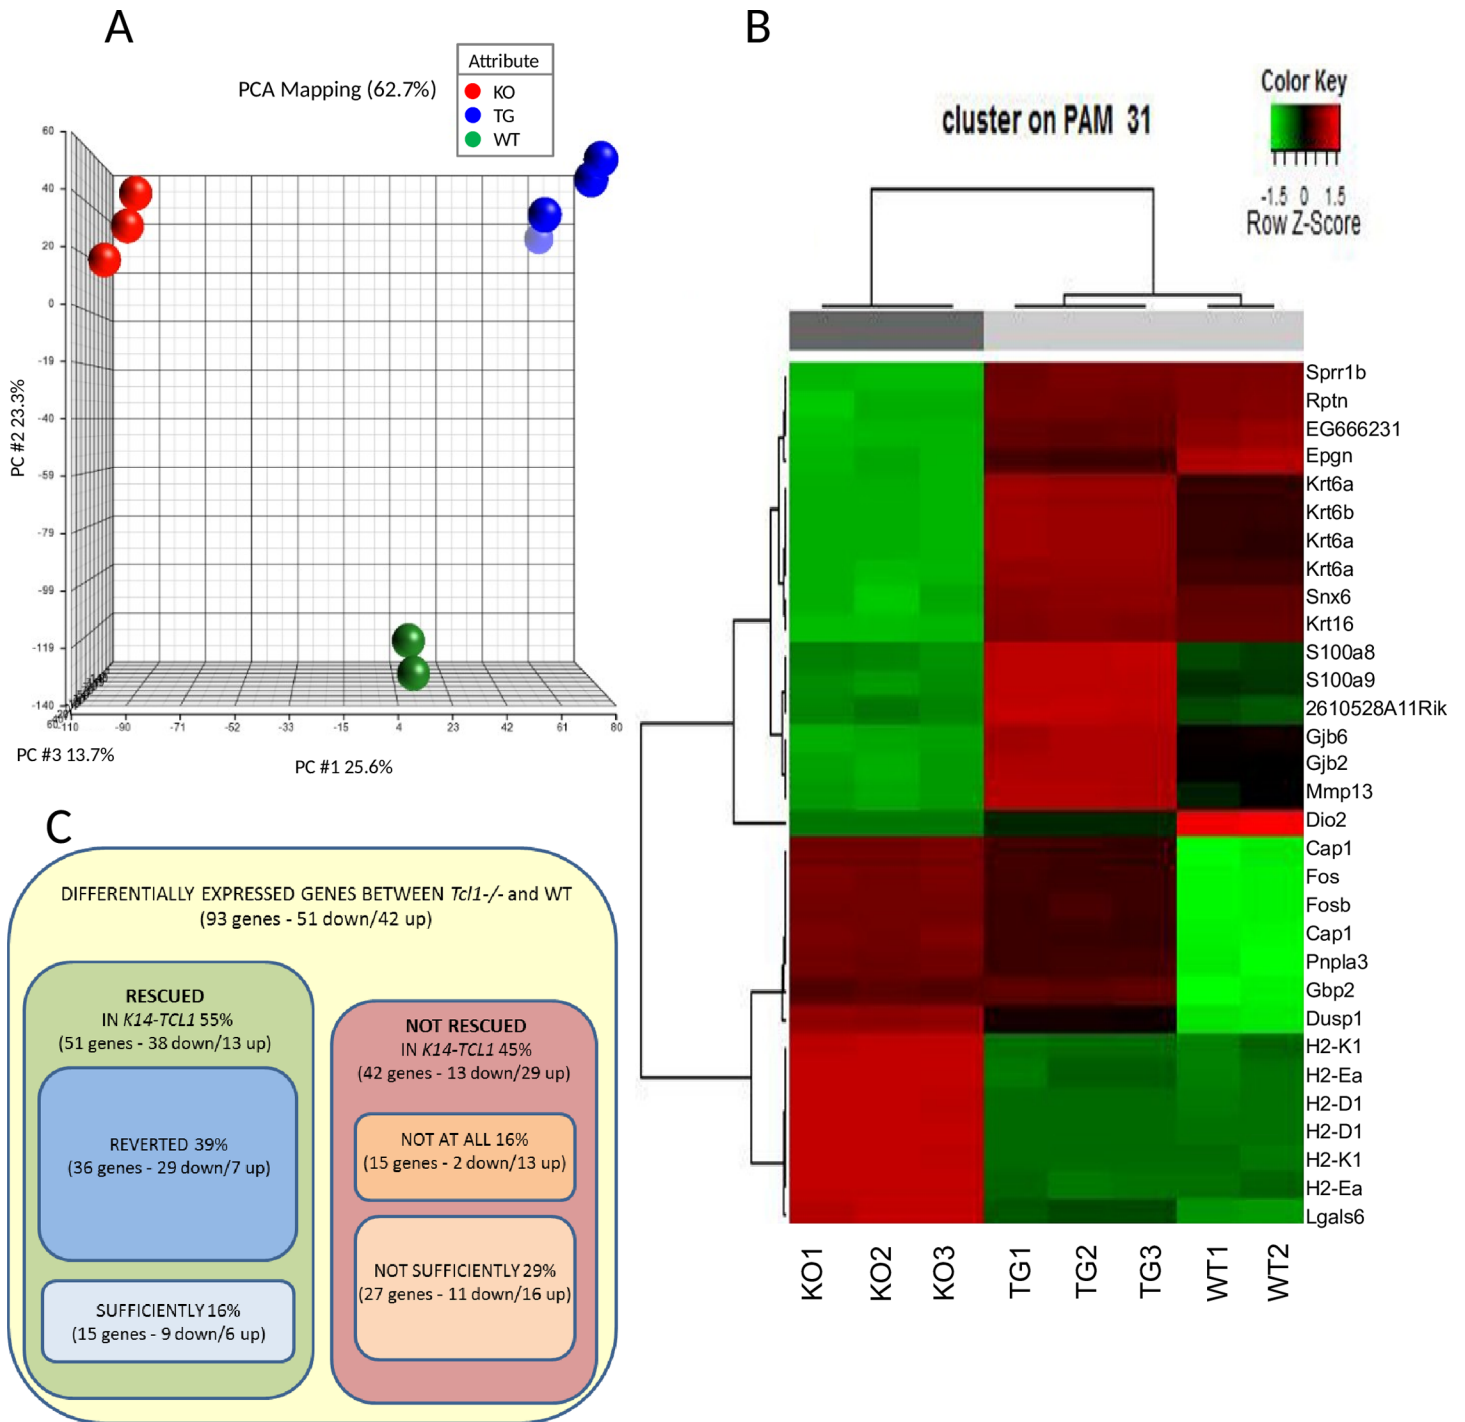 A
PCA Mapping (62.7%)
Attribute
KO
TG
WT
60
40
20
0
-19
-40
-59
-79
-99
-119
-140
PC #2 23.3%
-110
-90
-52
-33
-15
4
23
42
61
80
PC #3 13.7%
PC #1 25.6%
B
cluster on PAM 31
Color Key
-1.5 0 1.5
Row Z-Score
Sprr1b
Rptn
EG666231
Epgn
Krt6a
Krt6b
Krt6a
Krt6a
Snx6
Krt16
S100a8
S100a9
2610528A11Rik
Gjb6
Gjb2
Mmp13
Dio2
Cap1
Fos
Fosb
Cap1
Pnpla3
Gbp2
Dusp1
H2-K1
H2-Ea
H2-D1
H2-D1
H2-K1
H2-Ea
Lgals6
KO1
KO2
KO3
TG1
TG2
TG3
WT1
WT2
C
DIFFERENTIALLY EXPRESSED GENES BETWEEN Tcl1-/- and WT
(93 genes - 51 down/42 up)
RESCUED
IN K14-TCL1 55%
(51 genes - 38 down/13 up)
REVERTED 39%
(36 genes - 29 down/7 up)
SUFFICIENTLY 16%
(15 genes - 9 down/6 up)
NOT RESCUED
IN K14-TCL1 45%
(42 genes - 13 down/29 up)
NOT AT ALL 16%
(15 genes - 2 down/13 up)
NOT SUFFICIENTLY 29%
(27 genes - 11 down/16 up)